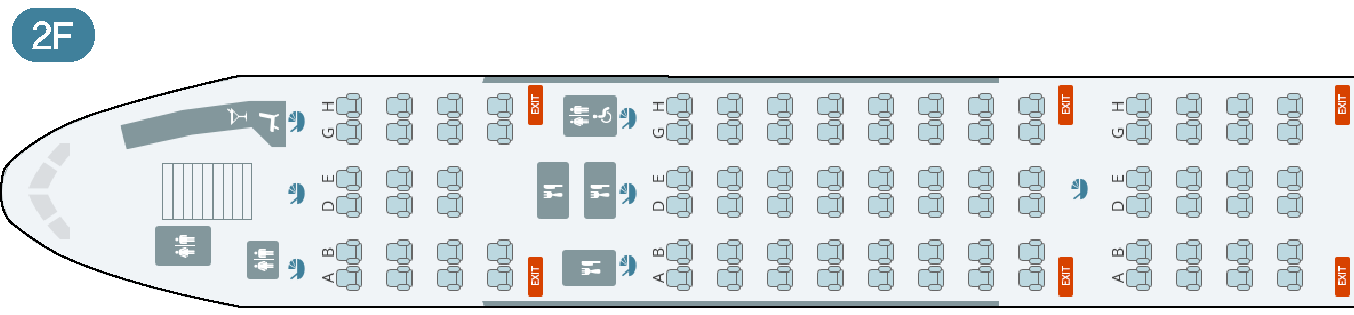 2F
H H H
G G G
E E E
D D D
B B B
A A A
EXIT EXIT EXIT
EXIT EXIT EXIT